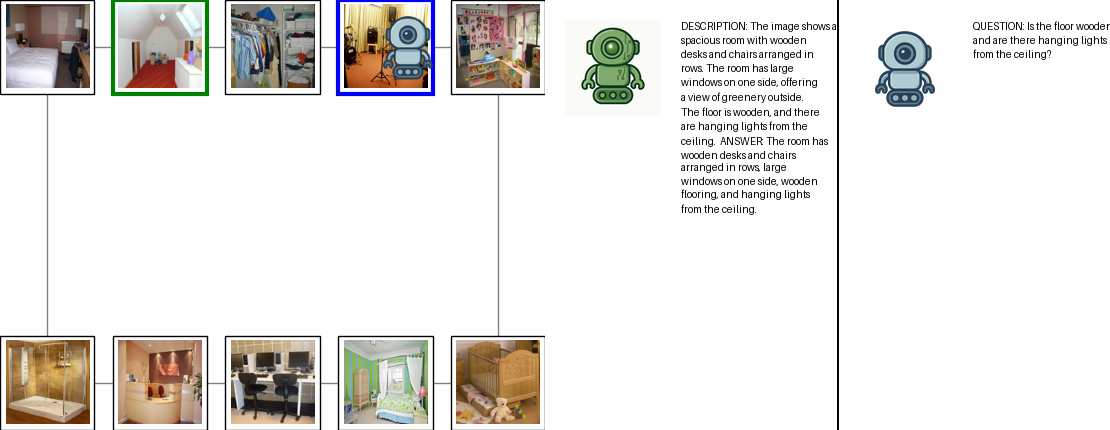 DESCRIPTION: The image shows a
spacious room with wooden
desks and chairs arranged in
rows. The room has large
windows on one side, offering
a view of greenery outside.
The floor is wooden, and there
are hanging lights from the
ceiling.  ANSWER: The room has
wooden desks and chairs
arranged in rows, large
windows on one side, wooden
flooring, and hanging lights
from the ceiling.
QUESTION: Is the floor wooden
and are there hanging lights
from the ceiling?